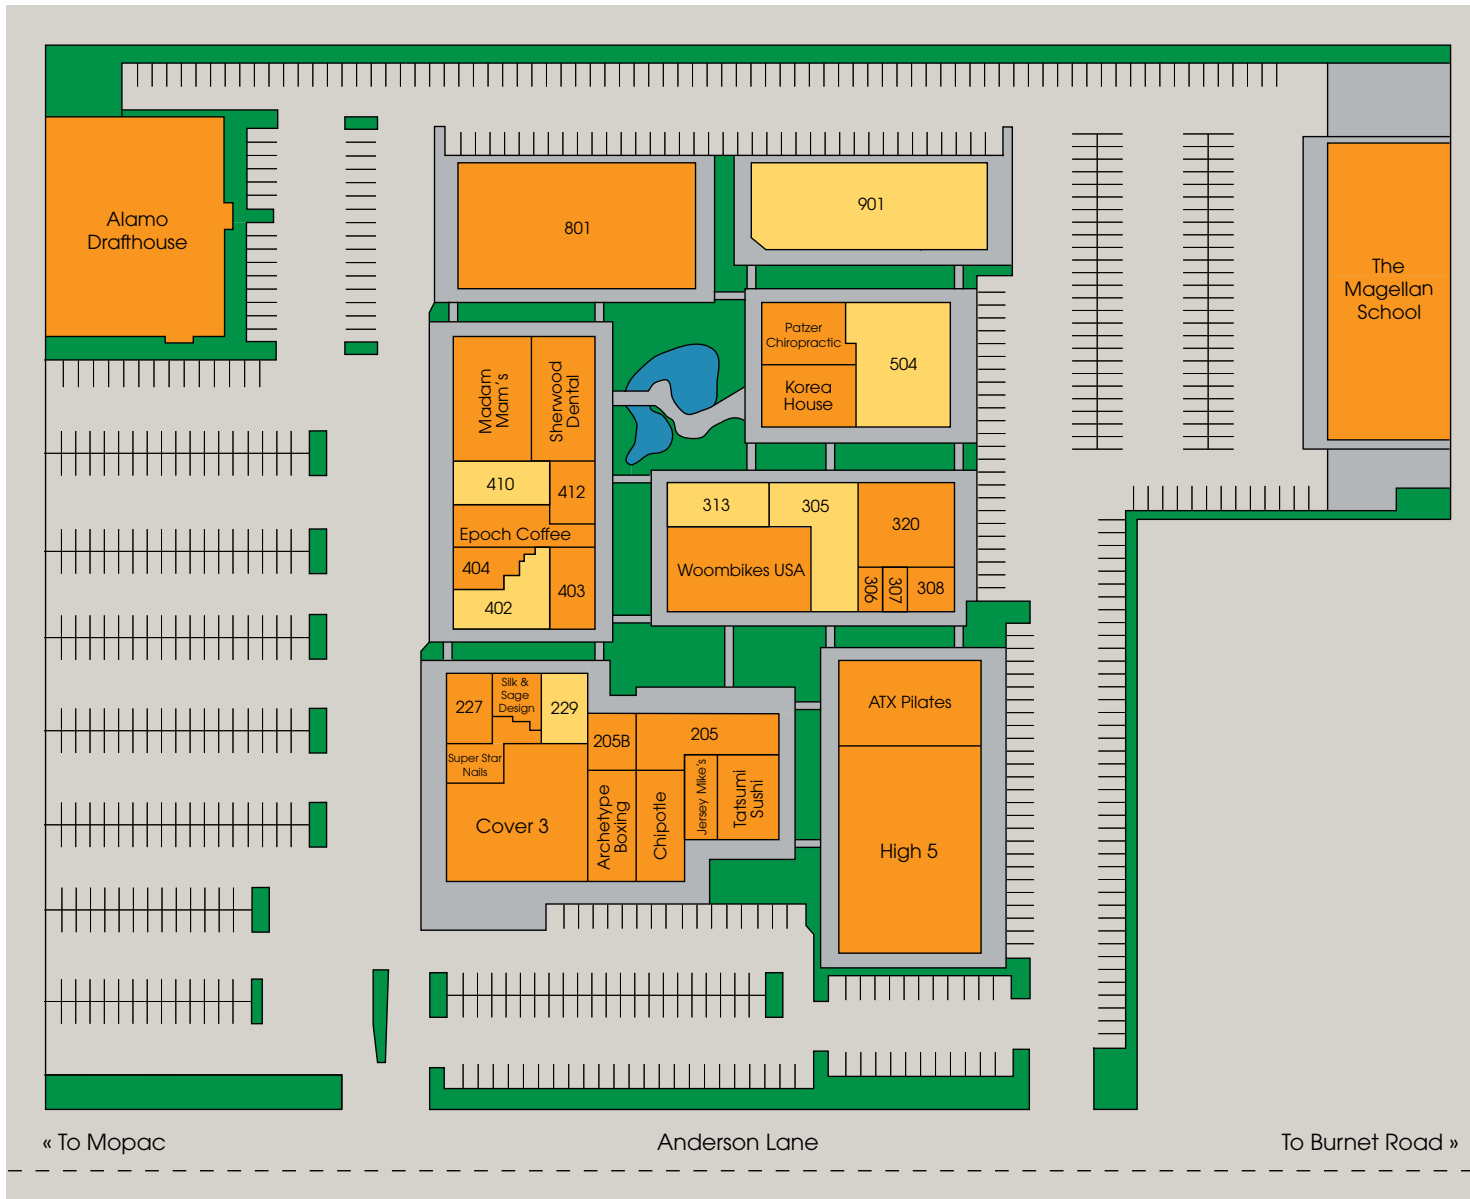 Alamo
Drafthouse
801
901
The
Magellan
School
Patzer
Chiropractic
504
Korea
House
Madam
Mam's
Sherwood
Dental
410
412
Epoch Coffee
404
402
403
313
305
320
Woombikes USA
306
307
308
227
Silk &
Sage
Design
229
205B
205
Super Star
Nails
Cover 3
Archetype
Boxing
Chipotle
Jersey Mike's
Tatsumi
Sushi
ATX Pilates
High 5
« To Mopac
Anderson Lane
To Burnet Road »